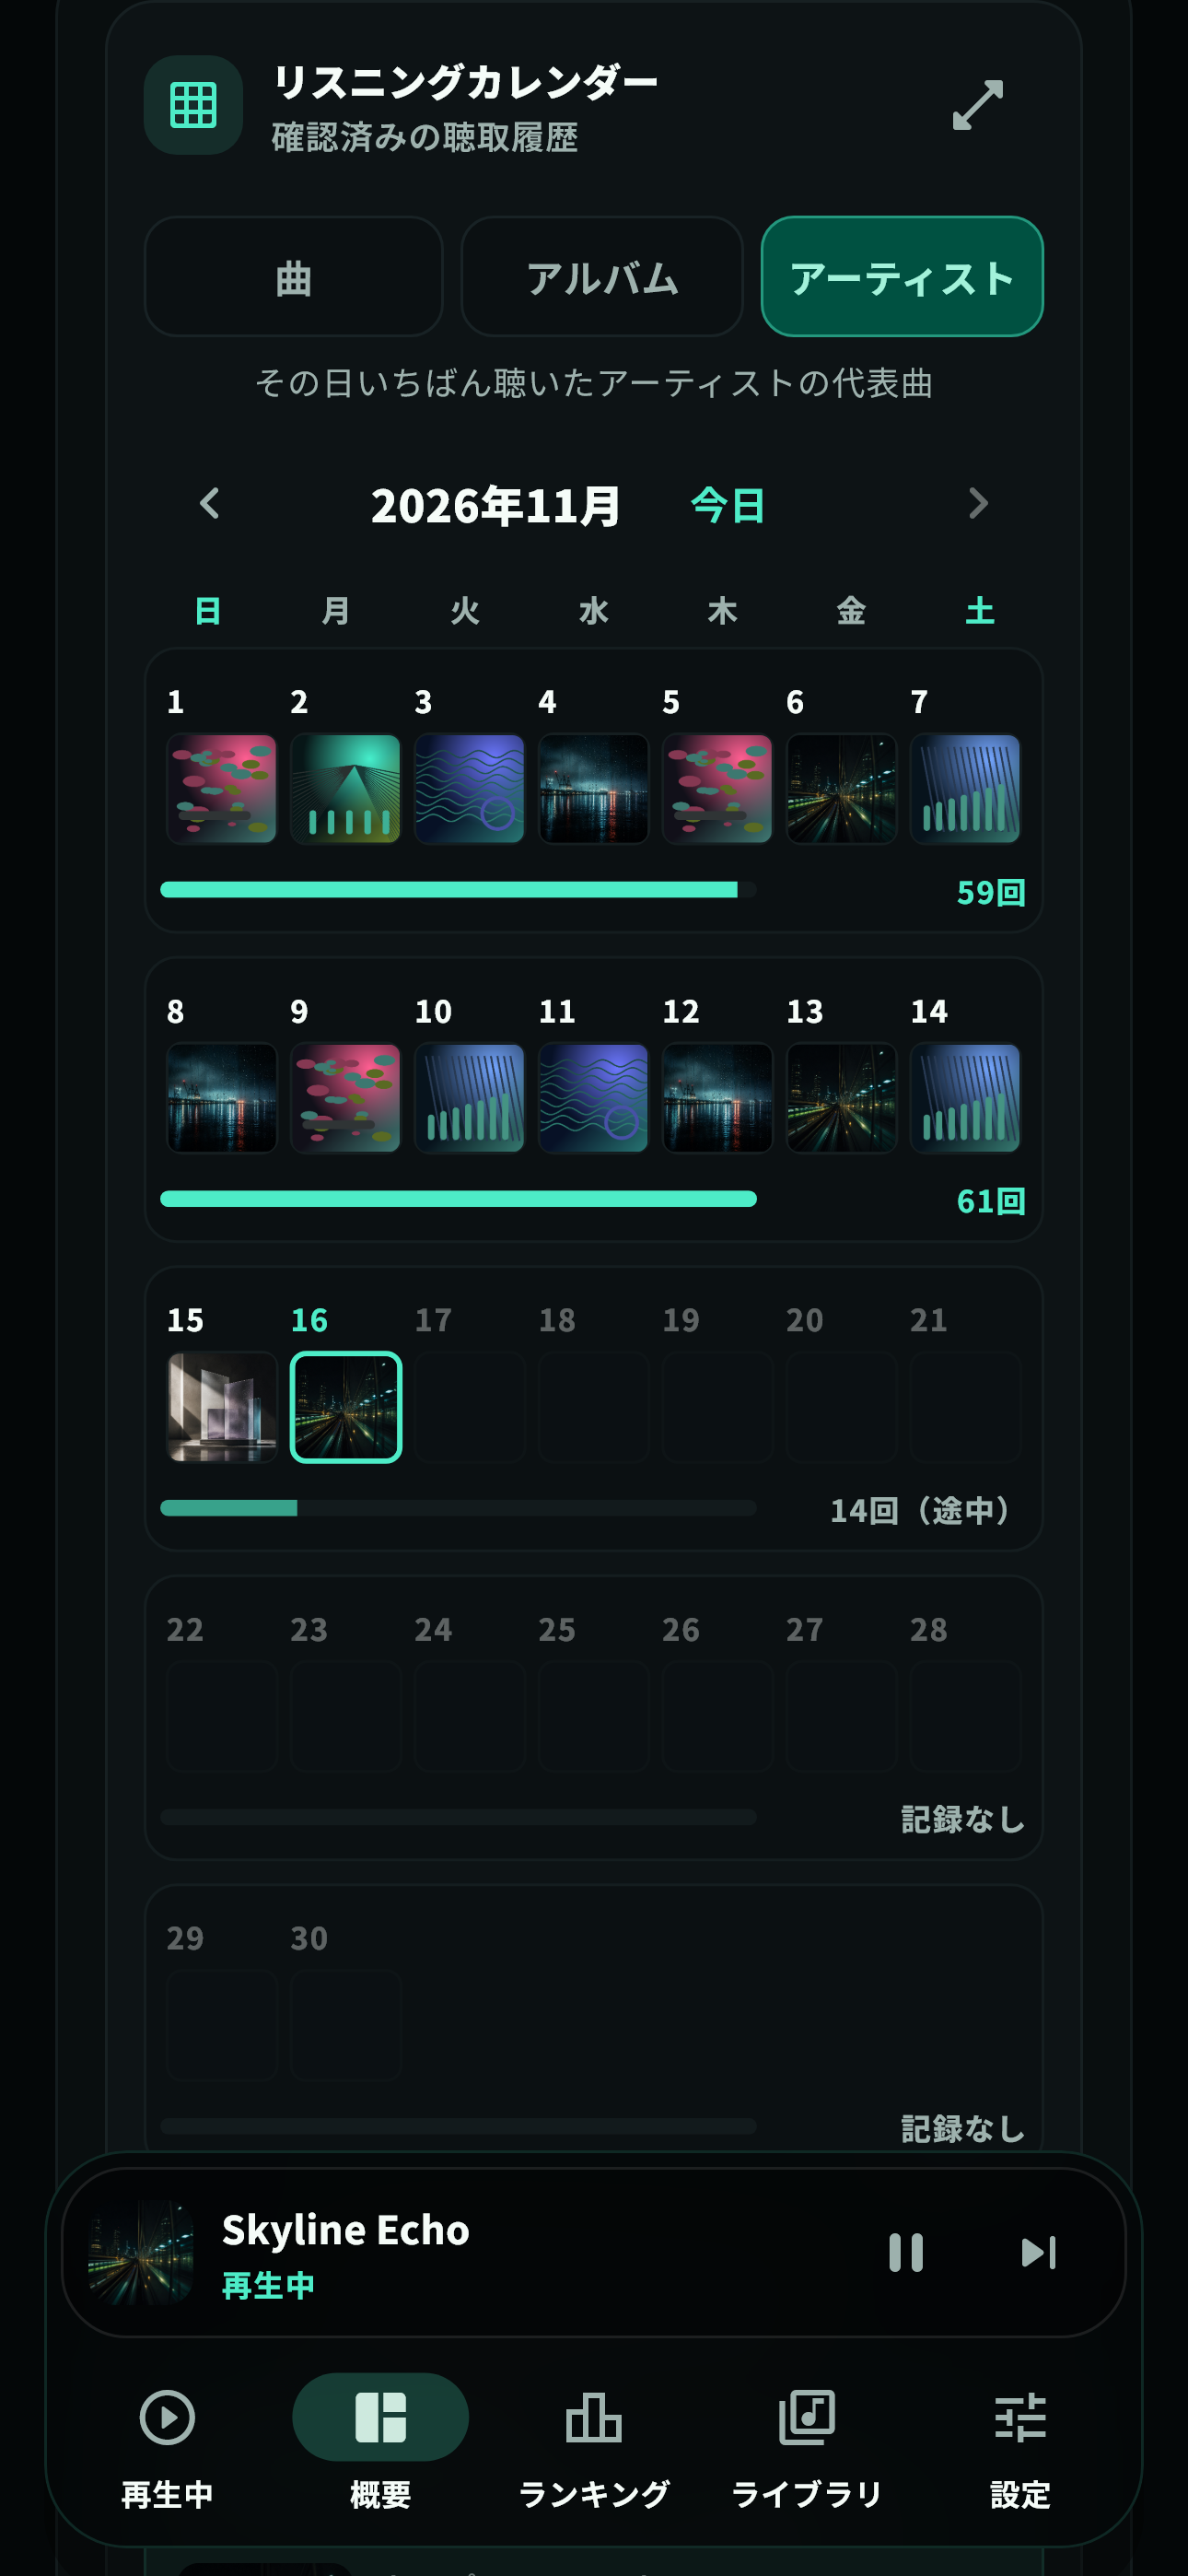 リスニングカレンダー
確認済みの聴取履歴
曲 アルバム アーティスト
その日いちばん聴いたアーティストの代表曲
2026年11月 今日
日 月 火 水 木 金 土
1 2 3 4 5 6 7
59回
8 9 10 11 12 13 14
61回
15 16 17 18 19 20 21
14回（途中）
22 23 24 25 26 27 28
記録なし
29 30
記録なし
Skyline Echo
再生中
再生中 概要 ランキング ライブラリ 設定